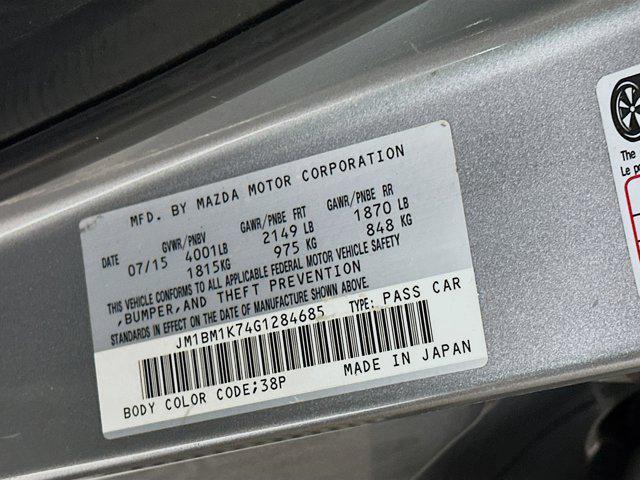 MFD. BY MAZDA MOTOR CORPORATION
DATE GVWR/PNBV GAWR/PNBE FRT GAWR/PNBE RR
07/15 4001LB 2149 LB 1870 LB
1815KG 975 KG 848 KG
THIS VEHICLE CONFORMS TO ALL APPLICABLE FEDERAL MOTOR VEHICLE SAFETY
,BUMPER,AND THEFT PREVENTION
STANDARDS IN EFFECT ON THE DATE OF MANUFACTURE SHOWN ABOVE.
JM1BM1K74G1284685 TYPE: PASS CAR
BODY COLOR CODE;38P MADE IN JAPAN
The
Le po